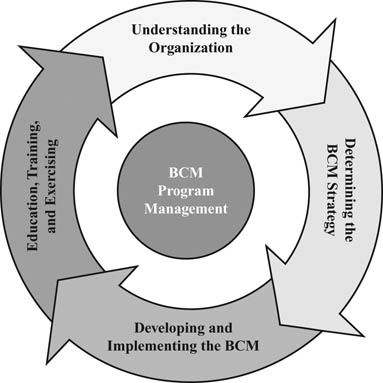 Understanding the
Organization
Determining the
BCM Strategy
Developing and
Implementing the BCM
Education, Training,
and Exercising
BCM
Program
Management